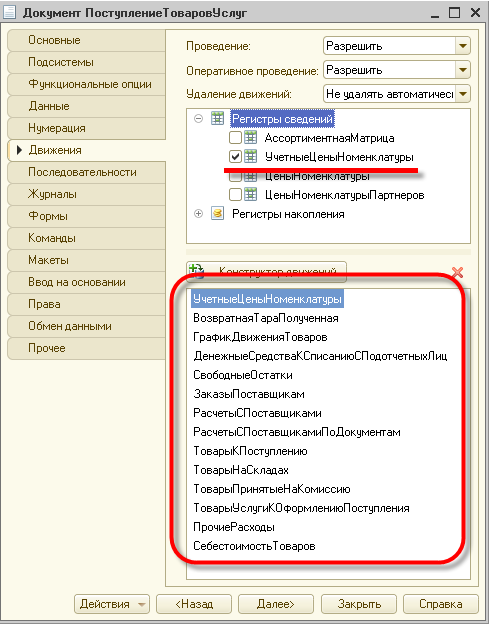 Документ ПоступлениеТоваровУслуг
Основные
Подсистемы
Функциональные опции
Данные
Нумерация
Движения
Последовательности
Журналы
Формы
Команды
Макеты
Ввод на основании
Права
Обмен данными
Прочее
Проведение: Разрешить
Оперативное проведение: Разрешить
Удаление движений: Не удалять автоматичесı
Регистры сведений
АссортиментнаяМатрица
УчетныеЦеныНоменклатуры
ЦеныНоменклатуры
ЦеныНоменклатурыПартнеров
Регистры накопления
Конструктор движений
УчетныеЦеныНоменклатуры
ВозвратнаяТараПолученная
ГрафикДвиженияТоваров
ДенежныеСредстваКСписаниюСПодотчетныхЛиц
СвободныеОстатки
ЗаказыПоставщикам
РасчетыСПоставщиками
РасчетыСПоставщикамиПоДокументам
ТоварыКПоступлению
ТоварыНаСкладах
ТоварыПринятыеНаКомиссию
ТоварыУслугиКОформлениюПоступления
ПрочиеРасходы
СебестоимостьТоваров
Действия
<Назад
Далее>
Закрыть
Справка